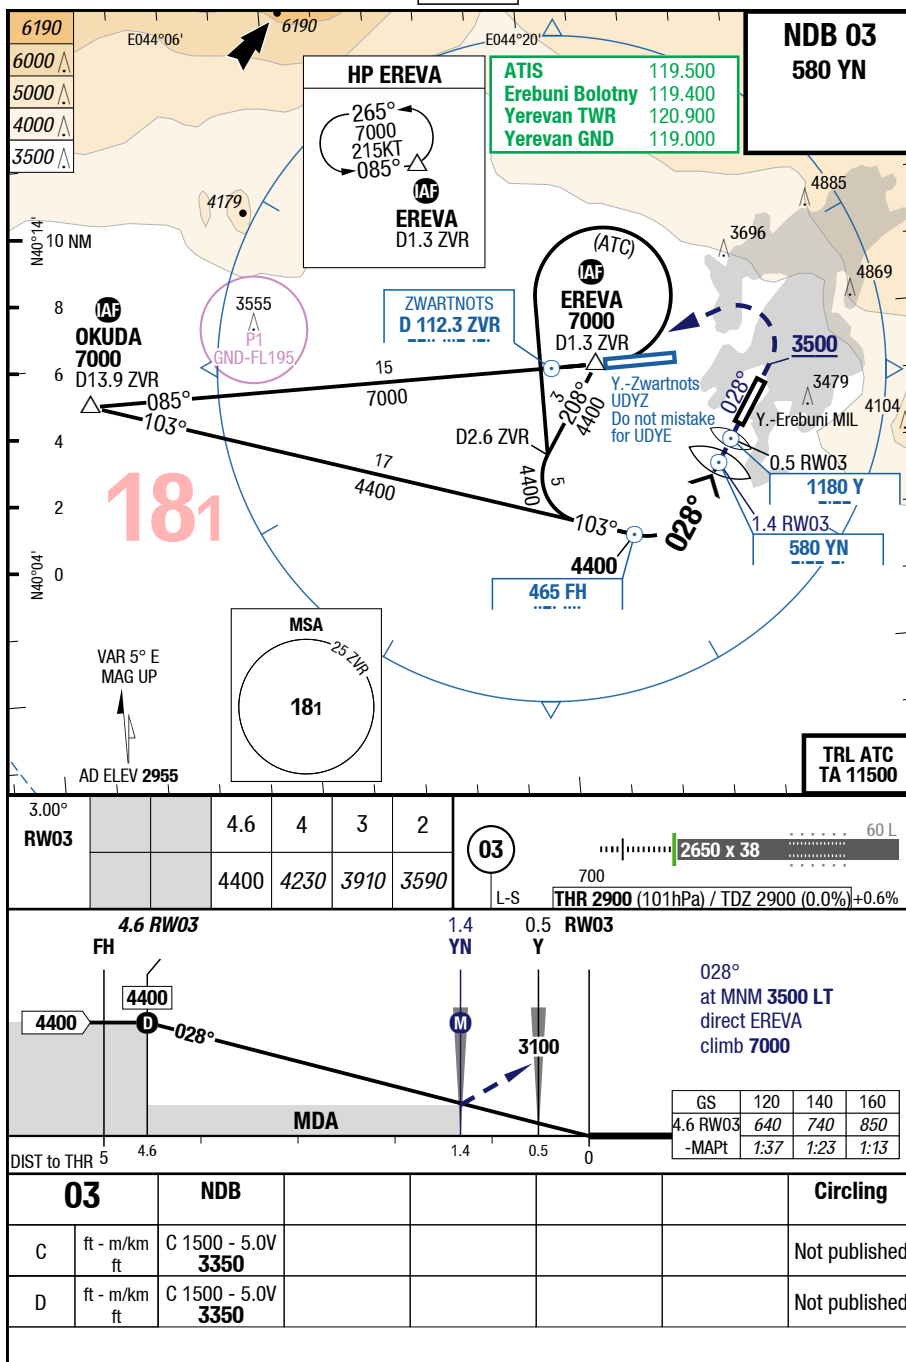 6190
6000
5000
4000
3500
E044°06'
6190
E044°20'
NDB 03
580 YN
HP EREVA
265°
7000
215KT
085°
IAF
EREVA
D1.3 ZVR
ATIS 119.500
Erebuni Bolotny 119.400
Yerevan TWR 120.900
Yerevan GND 119.000
4179
4885
3696
4869
N40°14'
10 NM
8
6
4
2
0
N40°04'
(ATC)
IAF
EREVA
7000
D1.3 ZVR
ZWARTNOTS
D 112.3 ZVR
3555
P1
GND-FL195
IAF
OKUDA
7000
D13.9 ZVR
3500
15
7000
085°
103°
17
4400
3
208°
4400
D2.6 ZVR
5
4400
Y.-Zwartnots
UDYZ
Do not mistake
for UDYE
028°
3479
4104
Y.-Erebuni MIL
0.5 RW03
1180 Y
1.4 RW03
580 YN
181
103°
028°
4400
465 FH
MSA
25 ZVR
181
VAR 5° E
MAG UP
AD ELEV 2955
TRL ATC
TA 11500
3.00°
RW03
4.6 4 3 2
4400 4230 3910 3590
03
L-S
60 L
2650 x 38
700
THR 2900 (101hPa) / TDZ 2900 (0.0%) +0.6%
4.6 RW03
FH
1.4
YN
0.5
Y
RW03
4400
4400
D
028°
M
3100
MDA
028°
at MNM 3500 LT
direct EREVA
climb 7000
DIST to THR 5 4.6 1.4 0.5 0
GS 120 140 160
4.6 RW03 640 740 850
-MAPt 1:37 1:23 1:13
03 NDB Circling
C ft - m/km C 1500 - 5.0V Not published
ft 3350
D ft - m/km C 1500 - 5.0V Not published
ft 3350